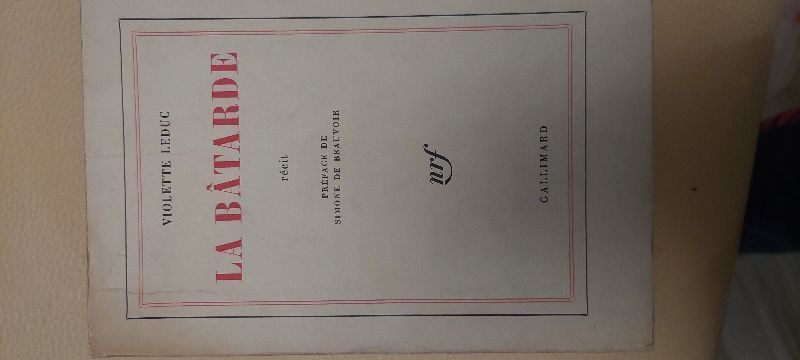 VIOLETTE LEDUC
LA BÂTARDE
récit
PRÉFACE DE
SIMONE DE BEAUVOIR
nrf
GALLIMARD